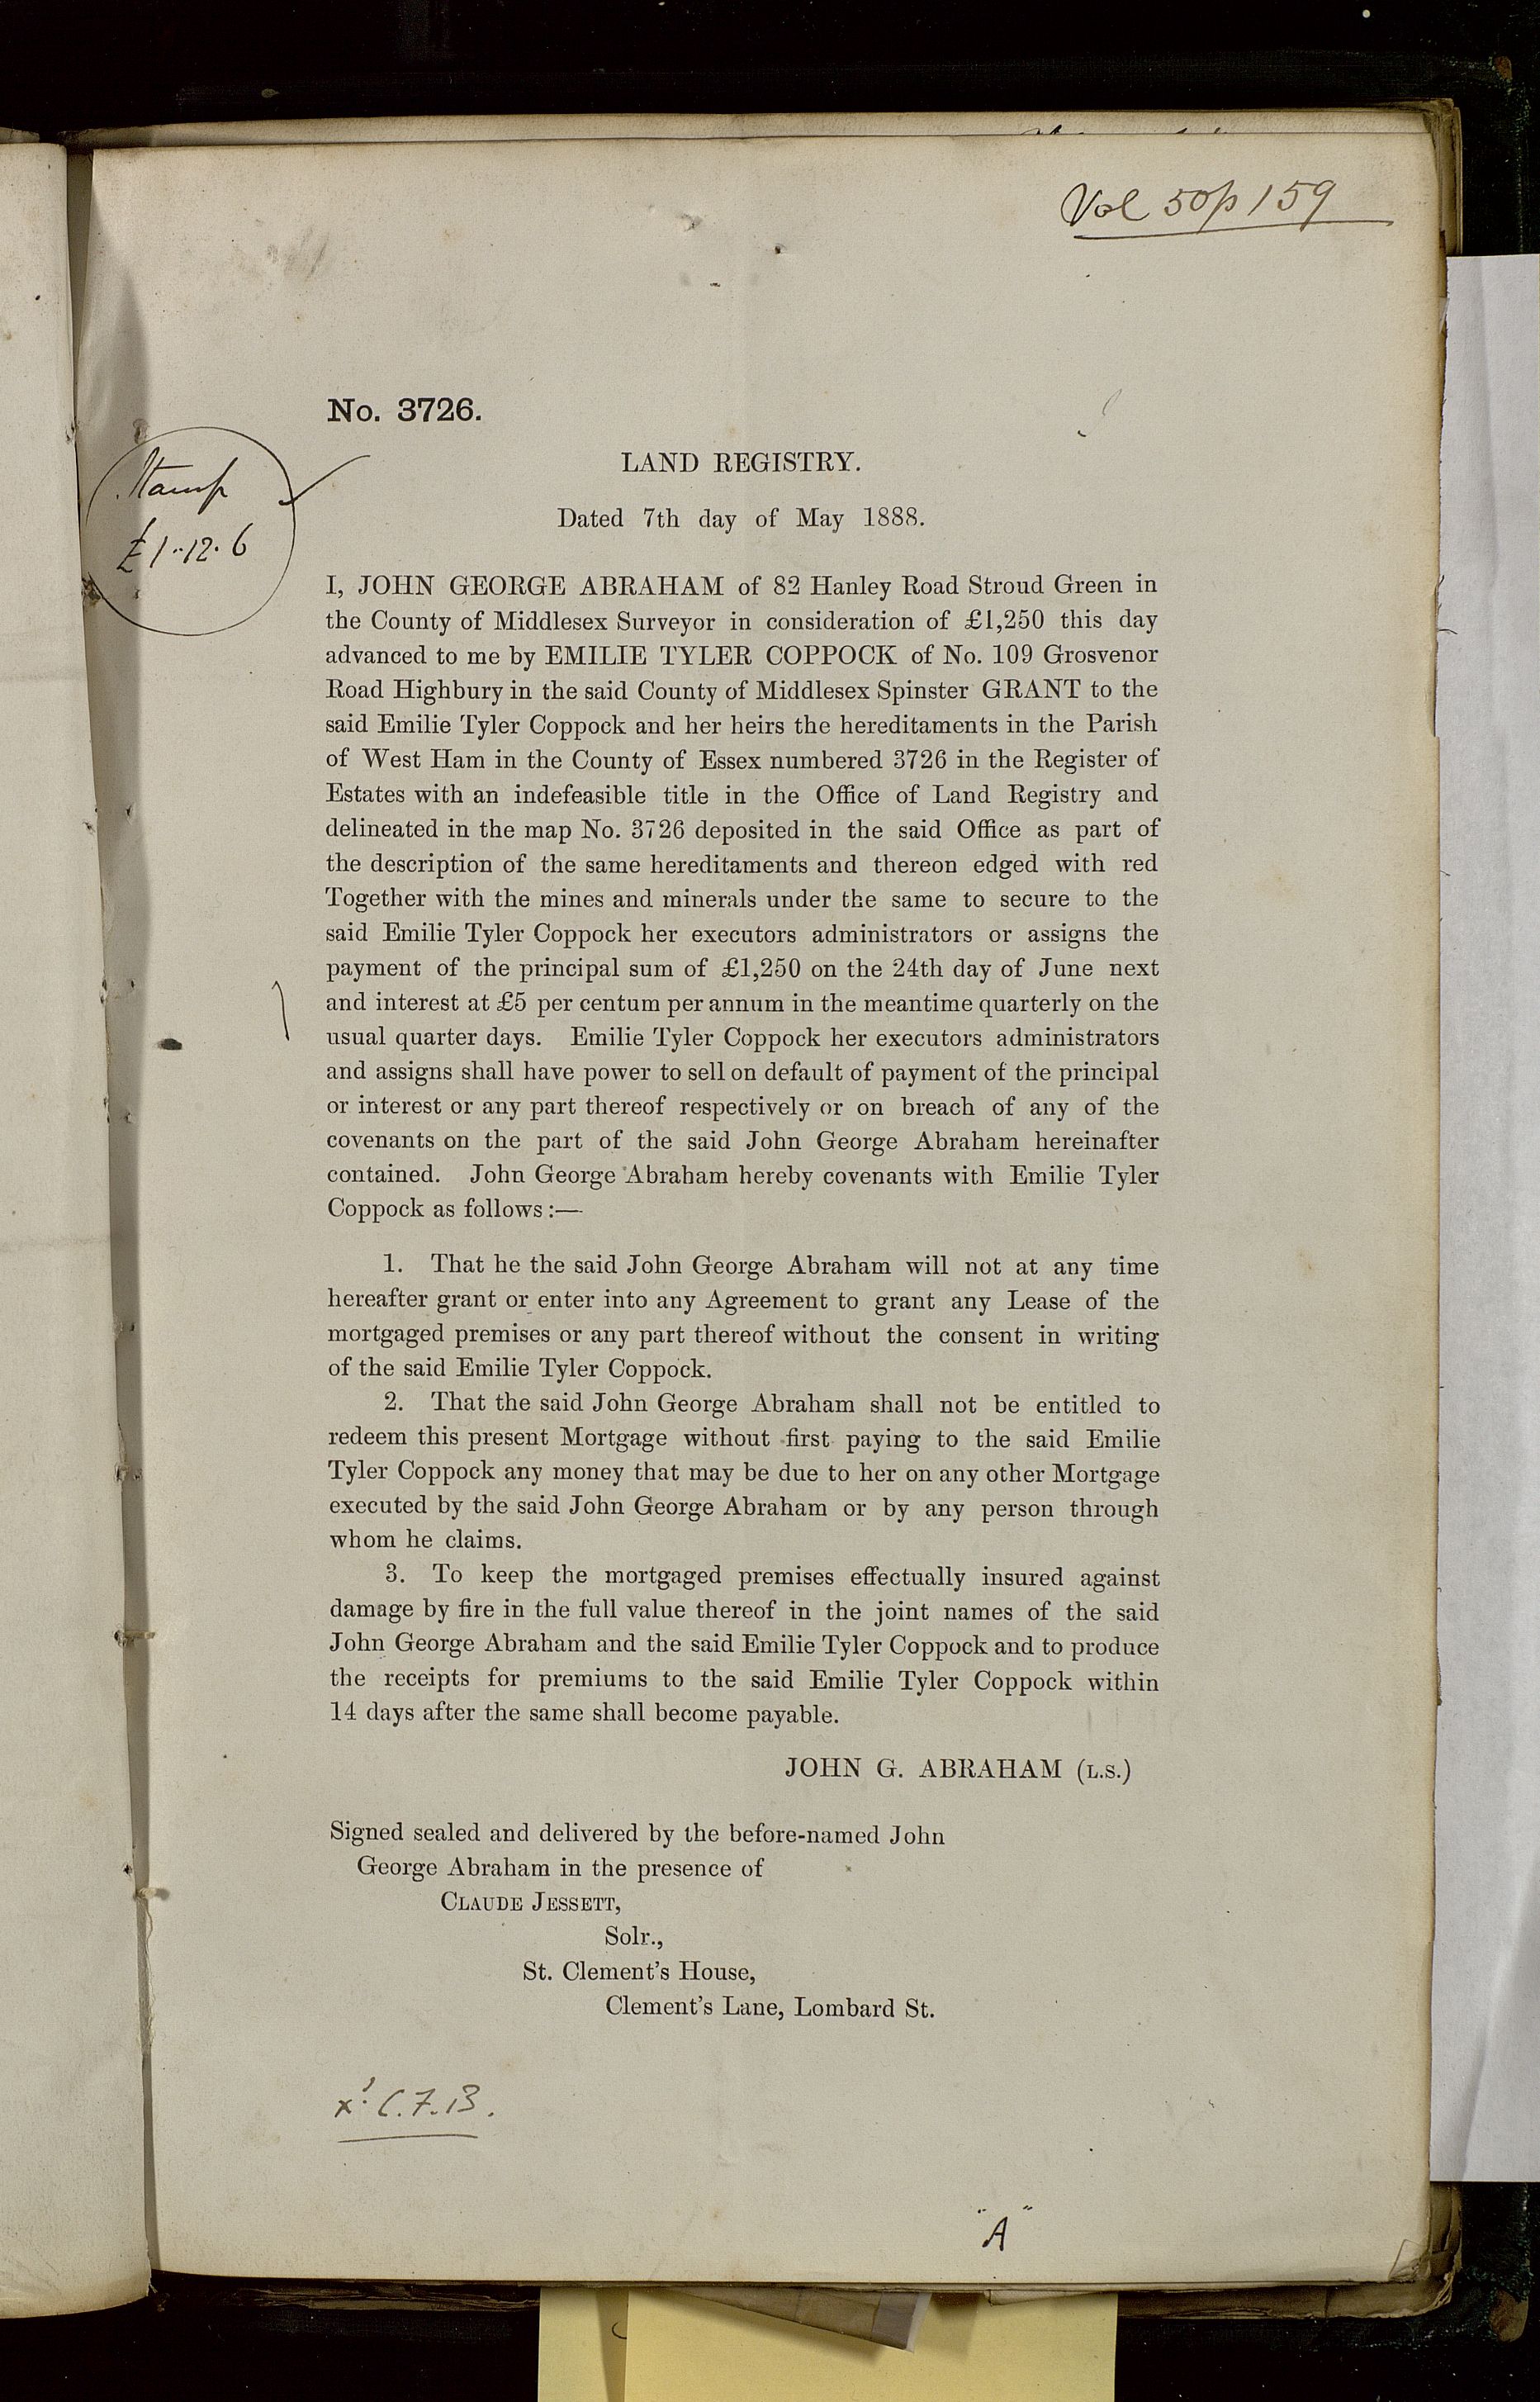 Vol 50 p 159
No. 3726.
LAND REGISTRY.
Stamp
£1.12.6
Dated 7th day of May 1888.
I, JOHN GEORGE ABRAHAM of 82 Hanley Road Stroud Green in
the County of Middlesex Surveyor in consideration of £1,250 this day
advanced to me by EMILIE TYLER COPPOCK of No. 109 Grosvenor
Road Highbury in the said County of Middlesex Spinster GRANT to the
said Emilie Tyler Coppock and her heirs the hereditaments in the Parish
of West Ham in the County of Essex numbered 3726 in the Register of
Estates with an indefeasible title in the Office of Land Registry and
delineated in the map No. 3726 deposited in the said Office as part of
the description of the same hereditaments and thereon edged with red
Together with the mines and minerals under the same to secure to the
said Emilie Tyler Coppock her executors administrators or assigns the
payment of the principal sum of £1,250 on the 24th day of June next
and interest at £5 per centum per annum in the meantime quarterly on the
usual quarter days. Emilie Tyler Coppock her executors administrators
and assigns shall have power to sell on default of payment of the principal
or interest or any part thereof respectively or on breach of any of the
covenants on the part of the said John George Abraham hereinafter
contained. John George Abraham hereby covenants with Emilie Tyler
Coppock as follows :—
1. That he the said John George Abraham will not at any time
hereafter grant or enter into any Agreement to grant any Lease of the
mortgaged premises or any part thereof without the consent in writing
of the said Emilie Tyler Coppock.
2. That the said John George Abraham shall not be entitled to
redeem this present Mortgage without first paying to the said Emilie
Tyler Coppock any money that may be due to her on any other Mortgage
executed by the said John George Abraham or by any person through
whom he claims.
3. To keep the mortgaged premises effectually insured against
damage by fire in the full value thereof in the joint names of the said
John George Abraham and the said Emilie Tyler Coppock and to produce
the receipts for premiums to the said Emilie Tyler Coppock within
14 days after the same shall become payable.
JOHN G. ABRAHAM (L.S.)
Signed sealed and delivered by the before-named John
George Abraham in the presence of
CLAUDE JESSETT,
Solr.,
St. Clement's House,
Clement's Lane, Lombard St.
"A"